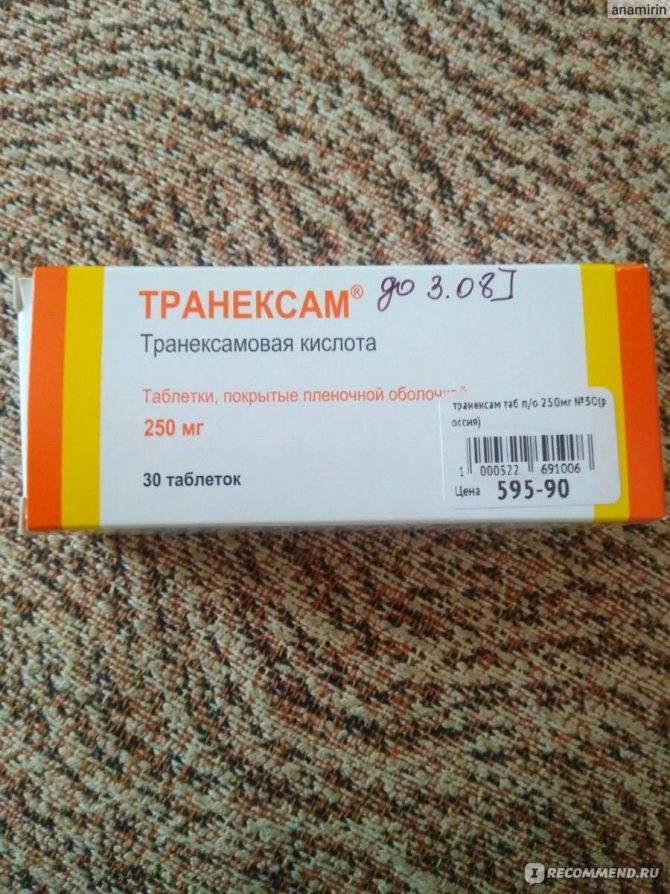 anamirin
ТРАНЕКСАМ® до 3.08]
Транексамовая кислота
Таблетки, покрытые пленочной оболочкой
250 мг
30 таблеток
транексам таб п/о 250мг №30(р
оссия)
1 000522 691006
Цена 595-90
IRECOMMEND.RU